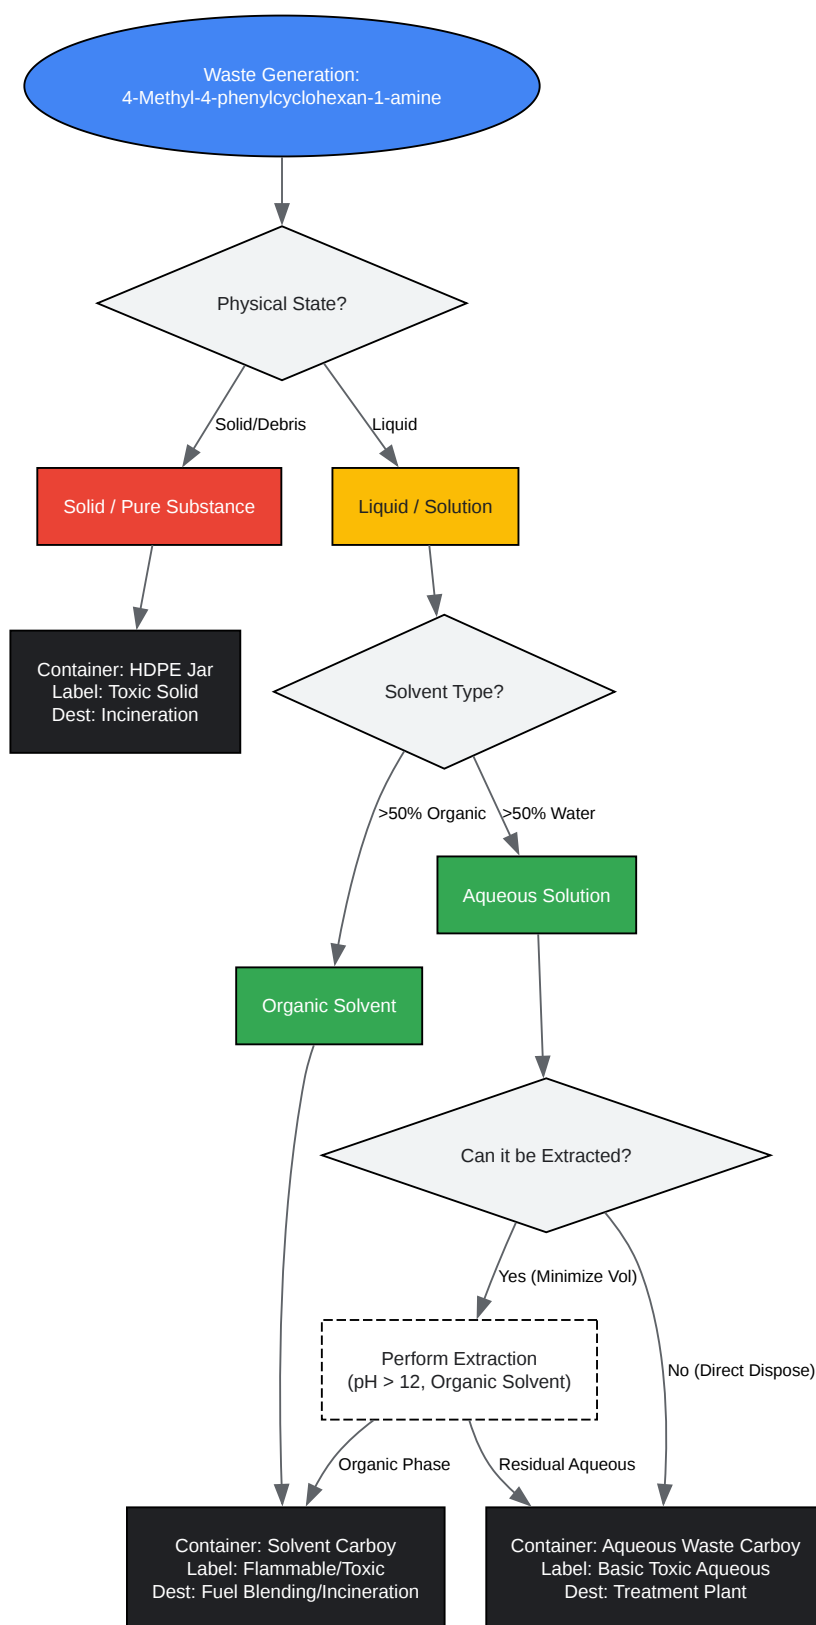 Waste Generation:
4-Methyl-4-phenylcyclohexan-1-amine
Physical State?
Solid/Debris
Liquid
Solid / Pure Substance
Liquid / Solution
Container: HDPE Jar
Label: Toxic Solid
Dest: Incineration
Solvent Type?
>50% Organic
>50% Water
Aqueous Solution
Organic Solvent
Can it be Extracted?
Yes (Minimize Vol)
Perform Extraction
(pH > 12, Organic Solvent)
No (Direct Dispose)
Organic Phase
Residual Aqueous
Container: Solvent Carboy
Label: Flammable/Toxic
Dest: Fuel Blending/Incineration
Container: Aqueous Waste Carboy
Label: Basic Toxic Aqueous
Dest: Treatment Plant